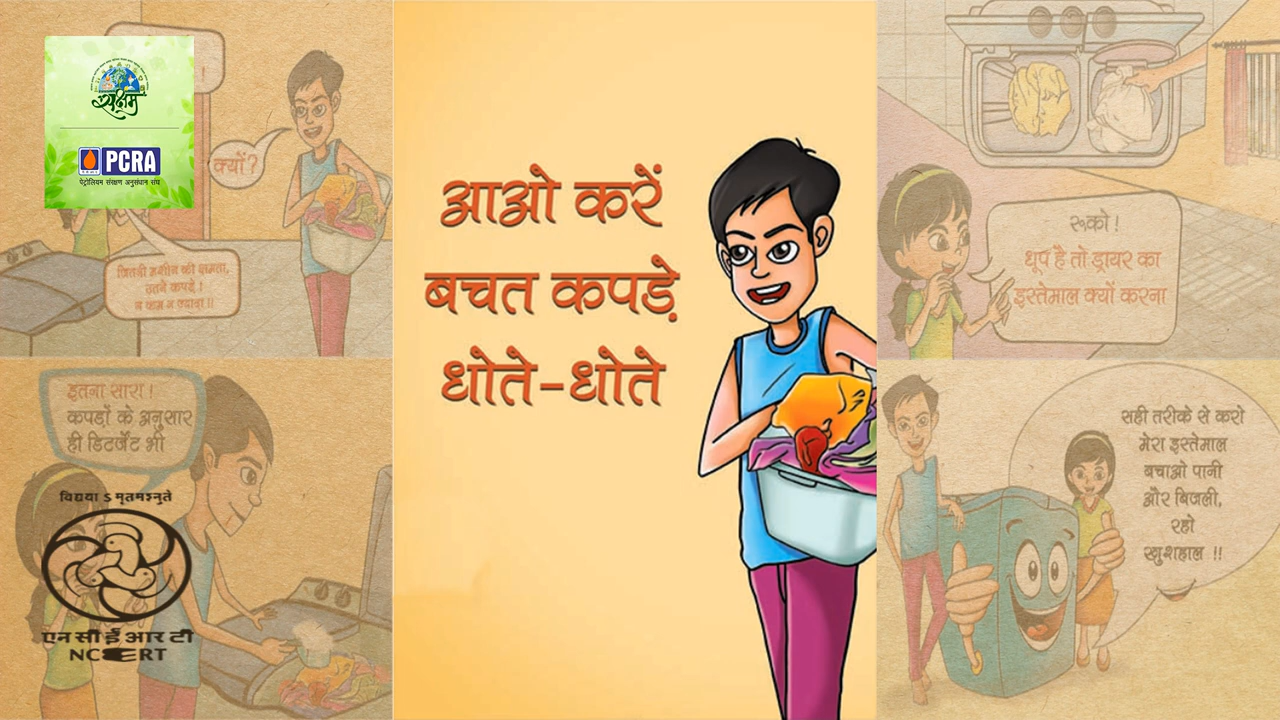 सक्षम
PCRA
पेट्रोलियम संरक्षण अनुसंधान संघ
!
क्यों?
जितनी मशीन की क्षमता,
उतने कपड़े !
न कम न ज़्यादा !!
इतना सारा !
कपड़ों के अनुसार
ही डिटर्जेंट भी
विद्यया ऽ मृतमश्नुते
एन सी ई आर टी
NCERT
आओ करें
बचत कपड़े
धोते-धोते
रूको !
धूप है तो ड्रायर का
इस्तेमाल क्यों करना
सही तरीके से करो
मेरा इस्तेमाल
बचाओ पानी
और बिजली,
रहो
खुशहाल !!